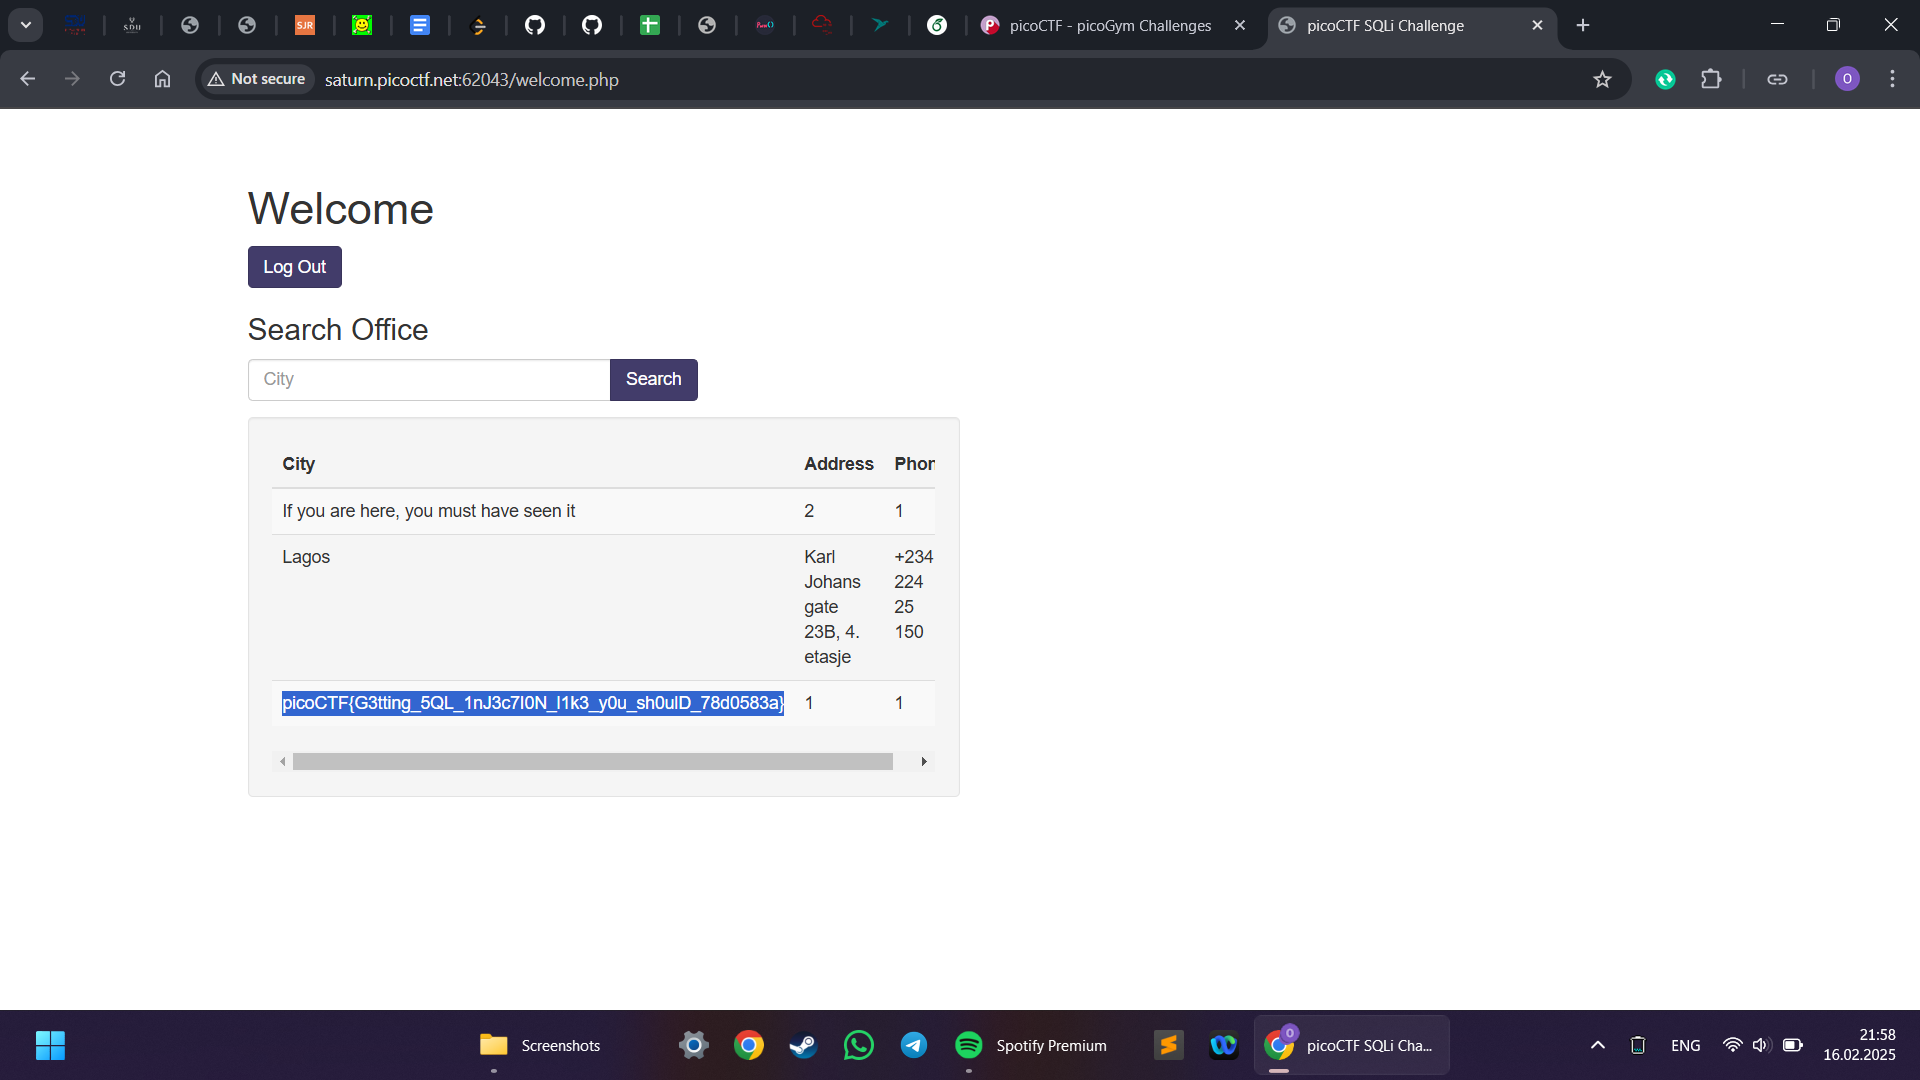 SJR
picoCTF - picoGym Challenges
picoCTF SQLi Challenge
Not secure
saturn.picoctf.net:62043/welcome.php
O
Welcome
Log Out
Search Office
City
Search
City Address Phor
If you are here, you must have seen it 2 1
Lagos Karl +234
Johans 224
gate 25
23B, 4. 150
etasje
picoCTF{G3tting_5QL_1nJ3c7I0N_l1k3_y0u_sh0ulD_78d0583a} 1 1
Screenshots
Spotify Premium
O
picoCTF SQLi Cha...
ENG
21:58
16.02.2025